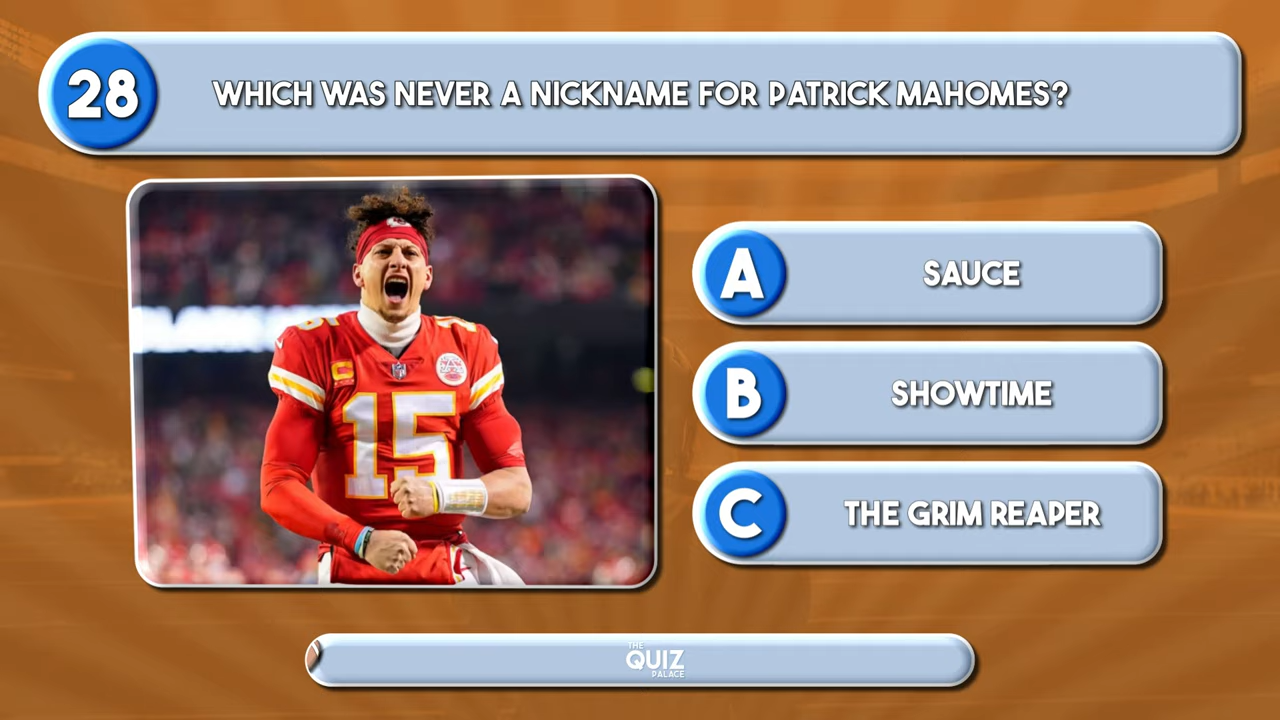 28
WHICH WAS NEVER A NICKNAME FOR PATRICK MAHOMES?
15
A
SAUCE
B
SHOWTIME
C
THE GRIM REAPER
THE
QUIZ
PALACE